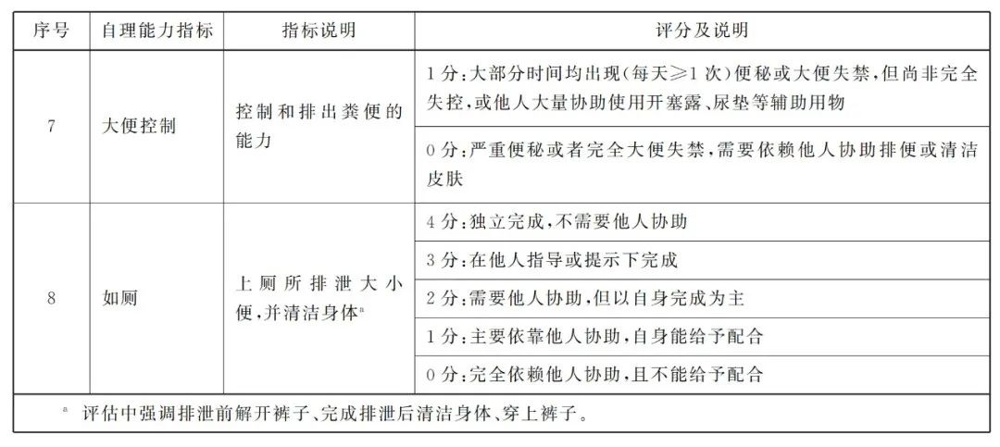 序号 自理能力指标 指标说明 评分及说明
7 大便控制 控制和排出粪便的
能力
1分:大部分时间均出现(每天≥1次)便秘或大便失禁,但尚非完全
失控,或他人大量协助使用开塞露、尿垫等辅助用物
0分:严重便秘或者完全大便失禁,需要依赖他人协助排便或清洁
皮肤
8 如厕 上厕所排泄大小
便,并清洁身体ᵃ
4分:独立完成,不需要他人协助
3分:在他人指导或提示下完成
2分:需要他人协助,但以自身完成为主
1分:主要依靠他人协助,自身能给予配合
0分:完全依赖他人协助,且不能给予配合
ᵃ 评估中强调排泄前解开裤子、完成排泄后清洁身体、穿上裤子。